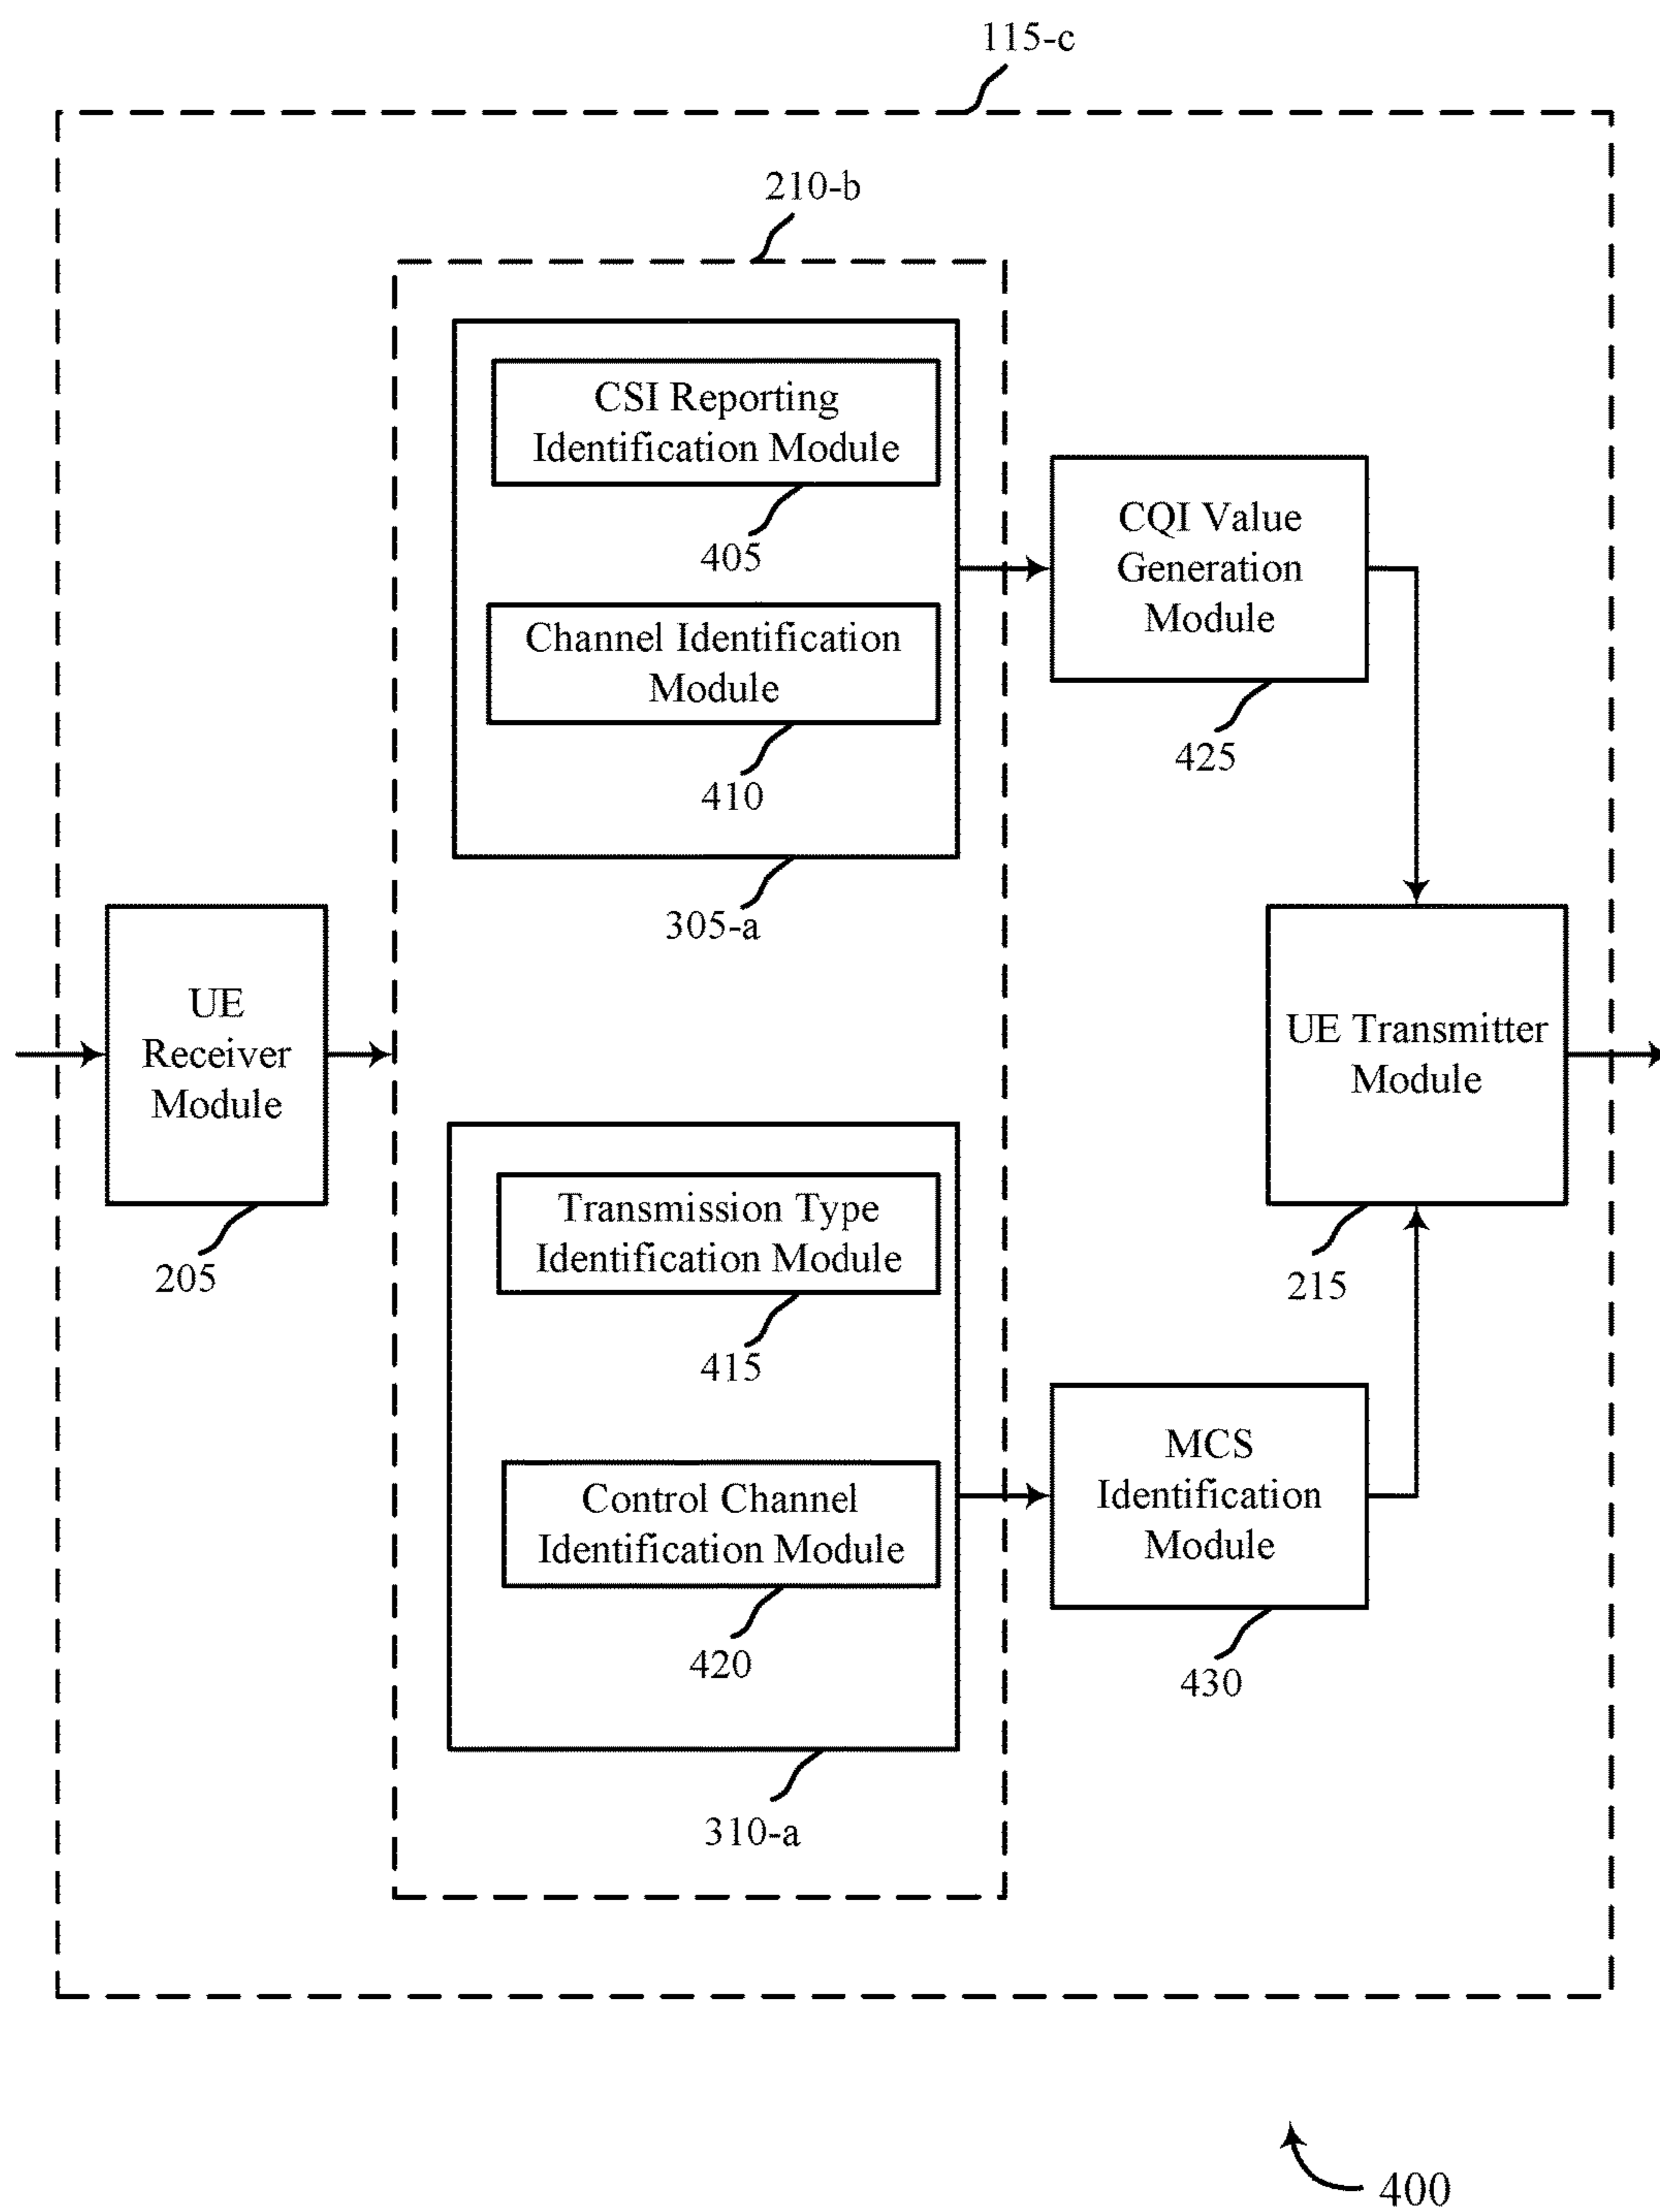 115-c
210-b
CSI Reporting
Identification Module
405
Channel Identification
Module
410
305-a
CQI Value
Generation
Module
425
UE
Receiver
Module
205
UE Transmitter
Module
215
Transmission Type
Identification Module
415
Control Channel
Identification Module
420
310-a
MCS
Identification
Module
430
400